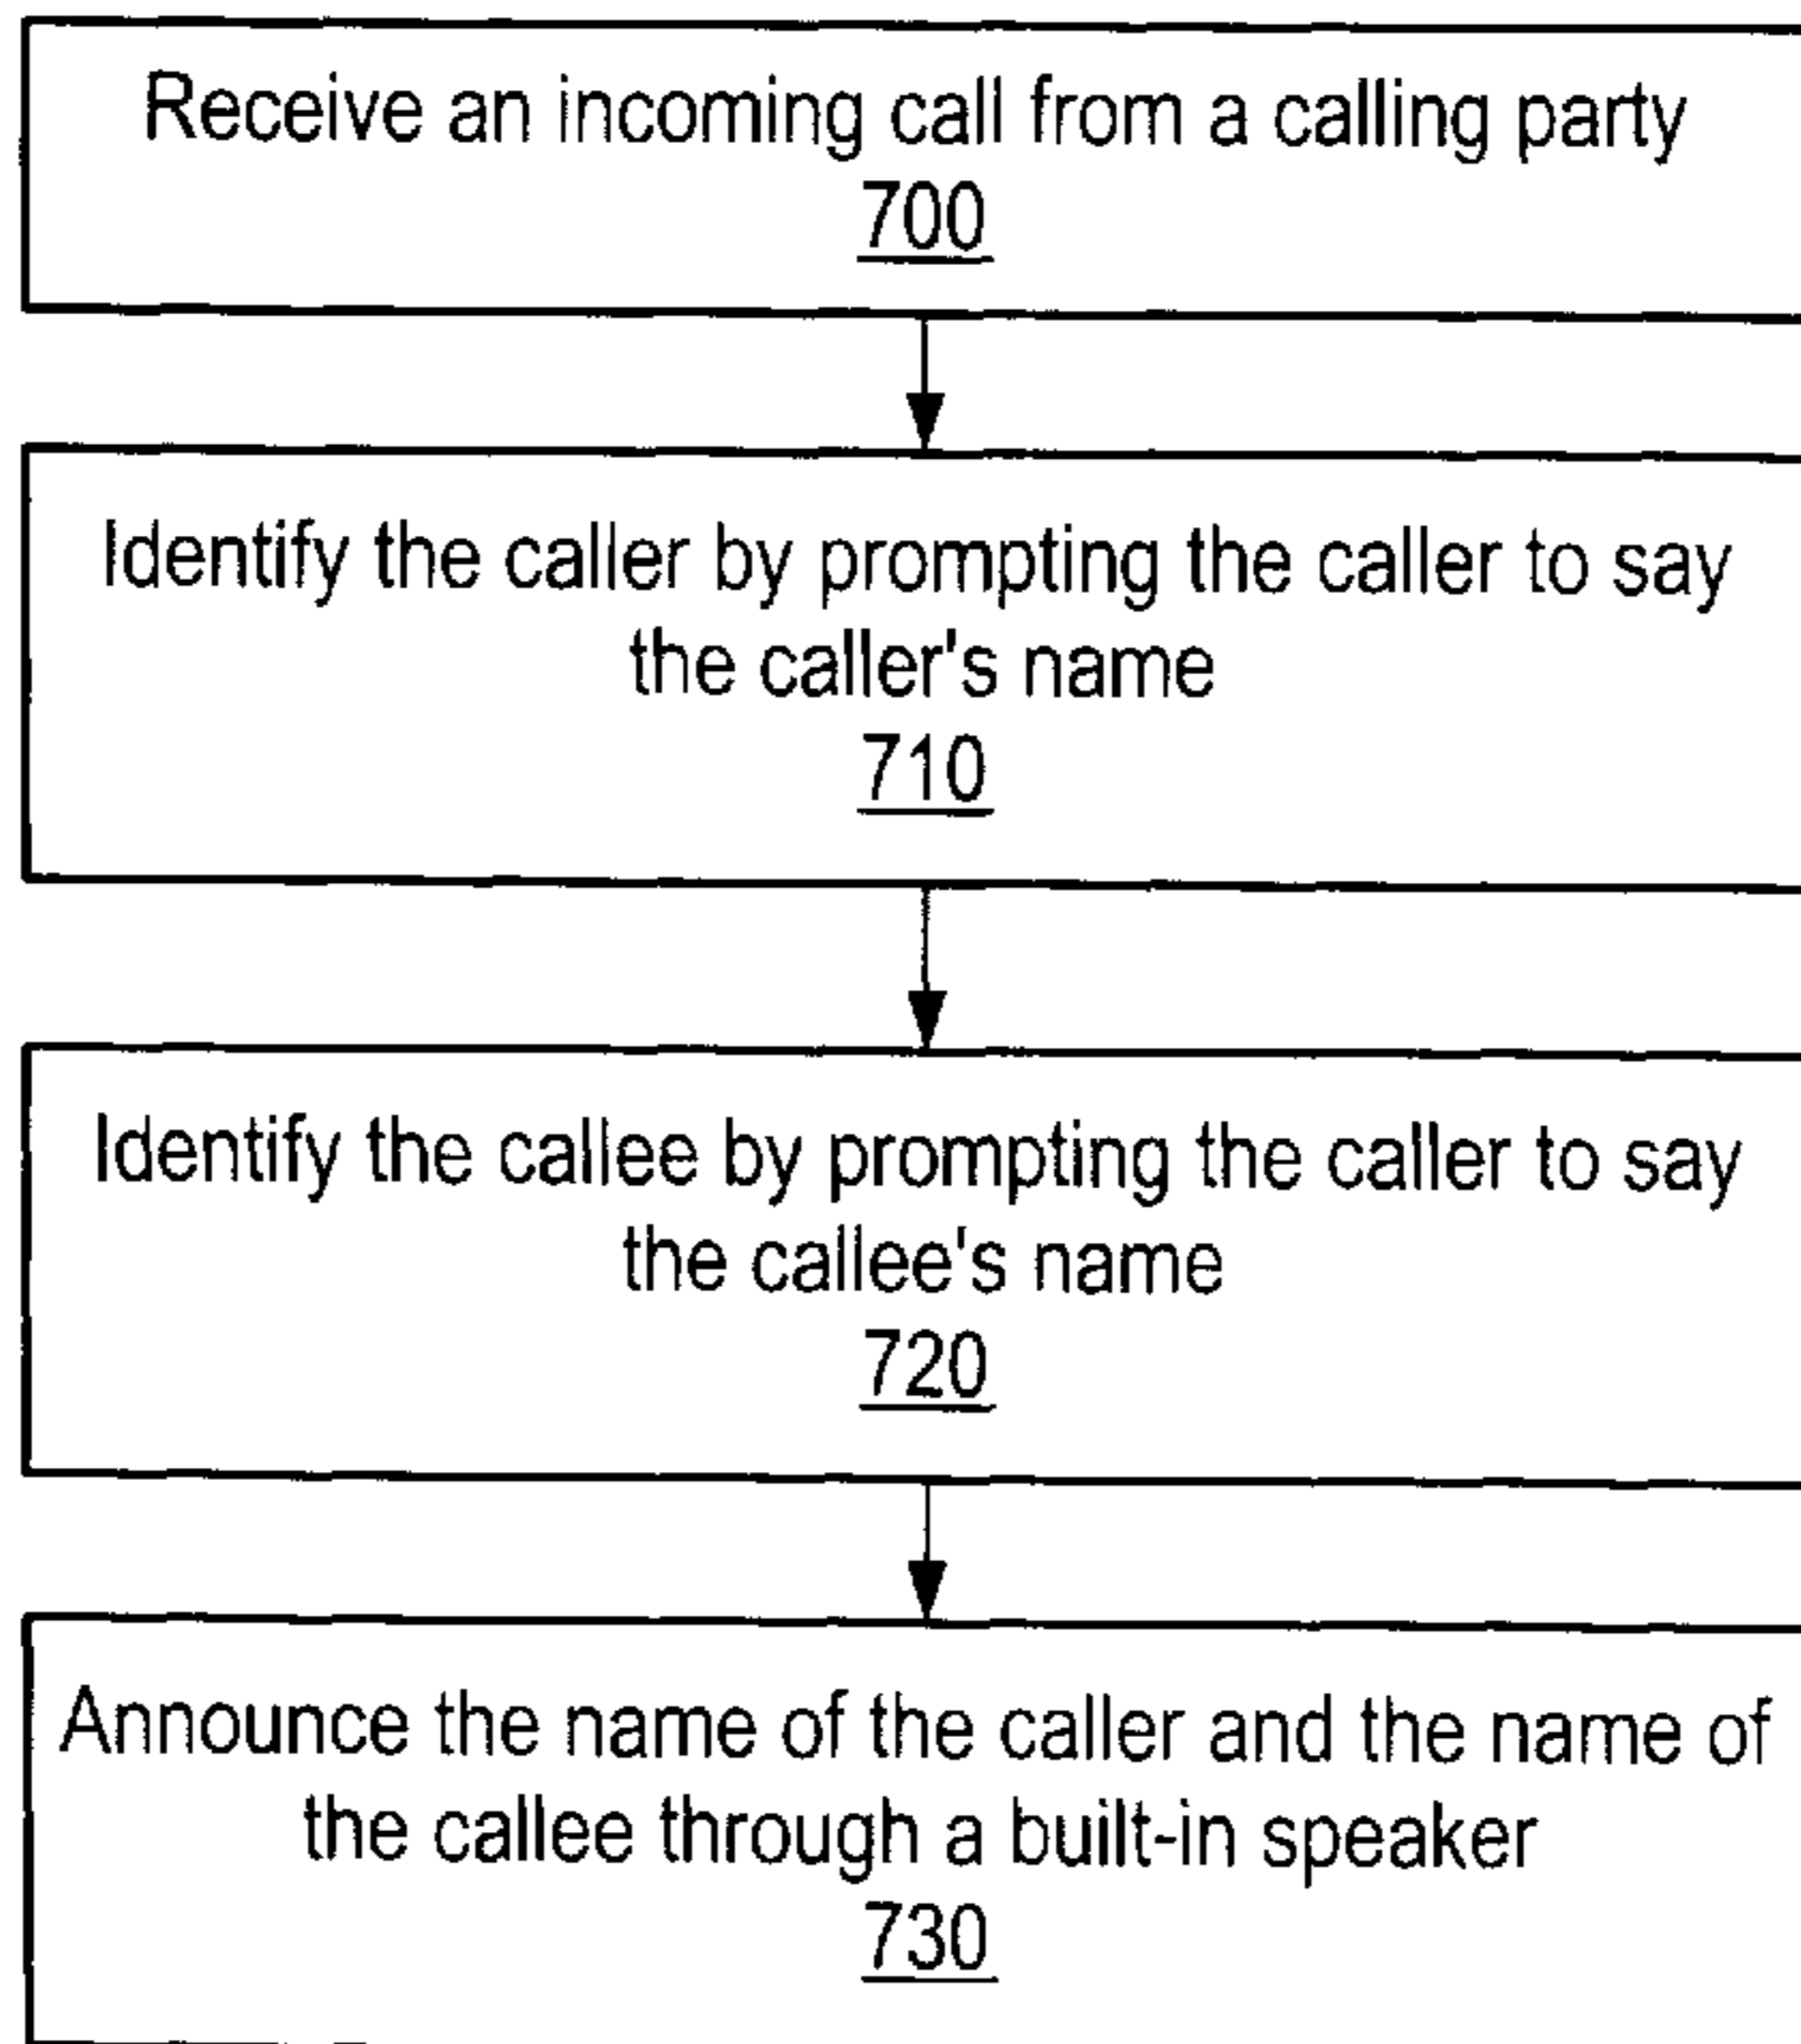 Receive an incoming call from a calling party
700
Identify the caller by prompting the caller to say
the caller's name
710
Identify the callee by prompting the caller to say
the callee's name
720
Announce the name of the caller and the name of
the callee through a built-in speaker
730